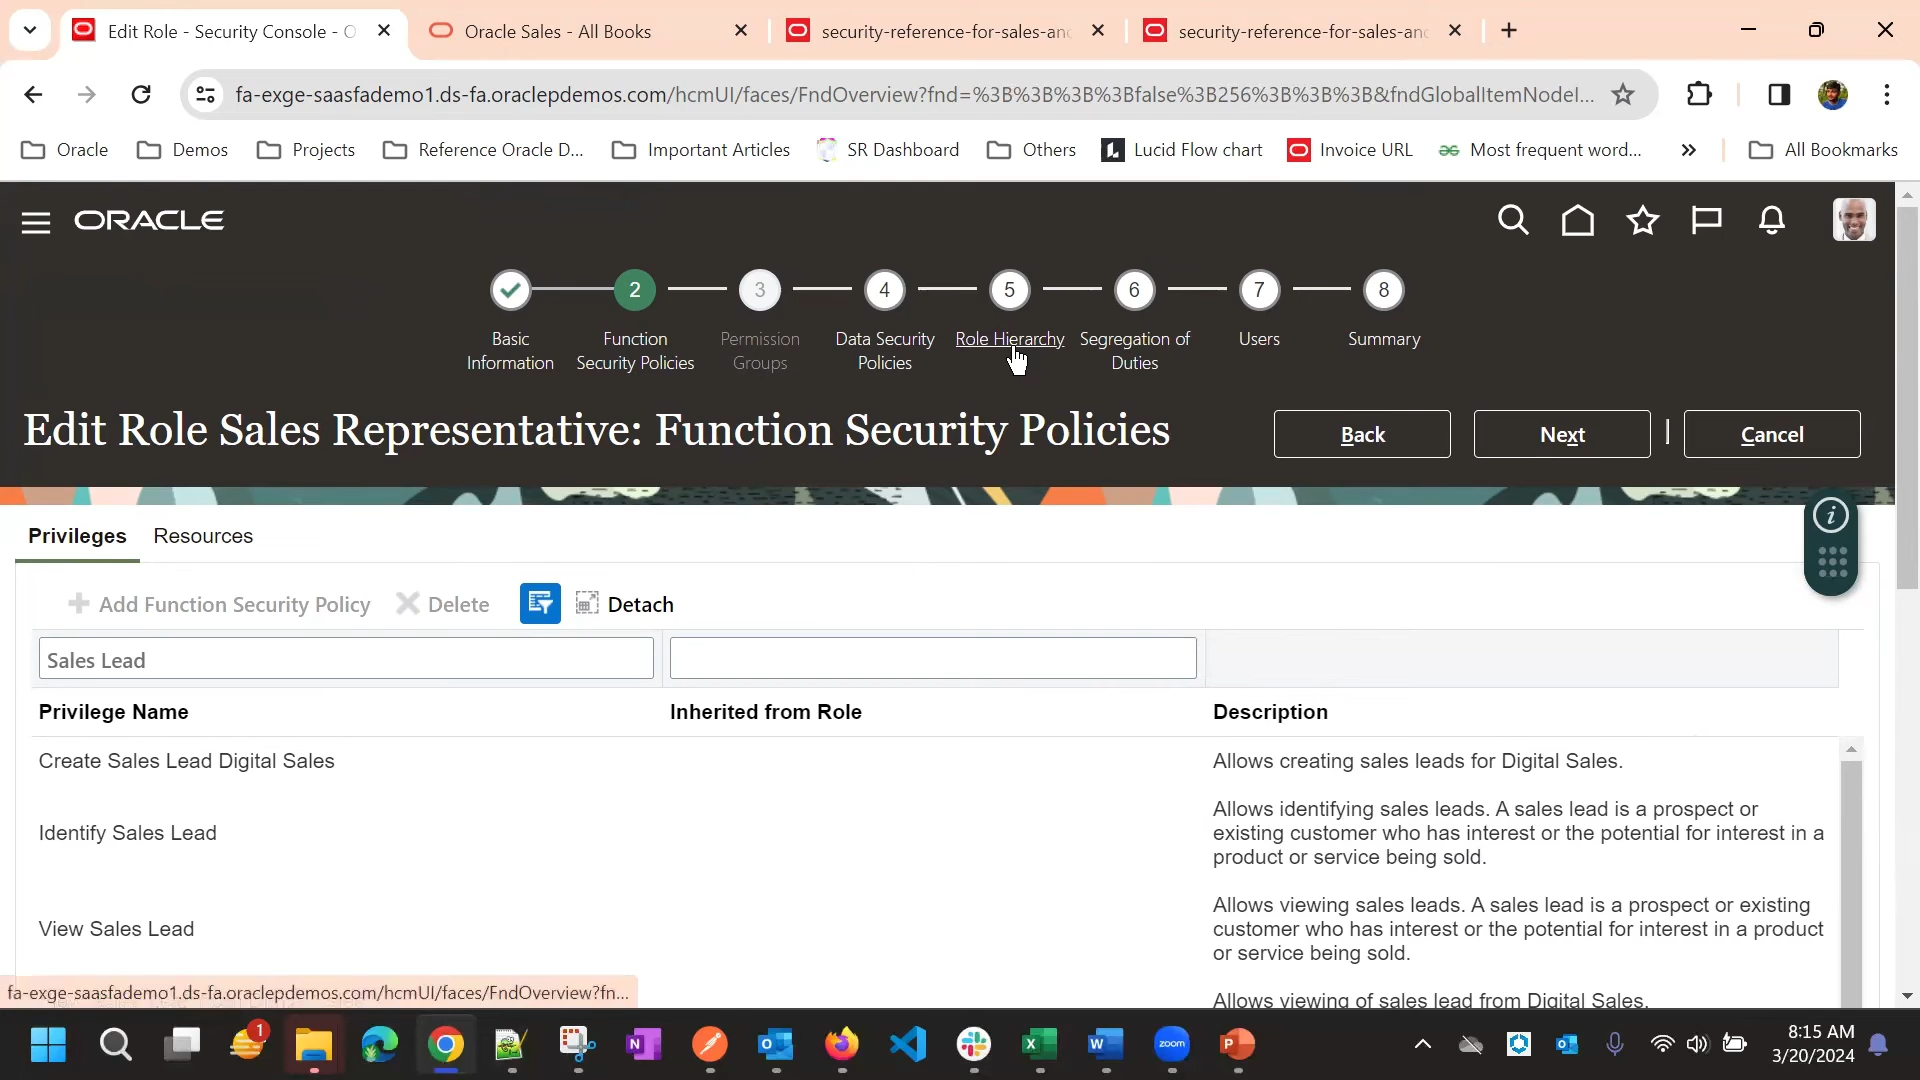 Edit Role - Security Console - O
Oracle Sales - All Books
security-reference-for-sales-and
security-reference-for-sales-and
fa-exge-saasfademo1.ds-fa.oraclepdemos.com/hcmUI/faces/FndOverview?fnd=%3B%3B%3B%3Bfalse%3B256%3B%3B%3B&fndGlobalItemNodeI...
Oracle
Demos
Projects
Reference Oracle D...
Important Articles
SR Dashboard
Others
Lucid Flow chart
Invoice URL
Most frequent word...
All Bookmarks
ORACLE
2
3
4
5
6
7
8
Basic
Information
Function
Security Policies
Permission
Groups
Data Security
Policies
Role Hierarchy
Segregation of
Duties
Users
Summary
Edit Role Sales Representative: Function Security Policies
Back
Next
Cancel
Privileges
Resources
Add Function Security Policy
Delete
Detach
Sales Lead
Privilege Name
Inherited from Role
Description
Create Sales Lead Digital Sales
Allows creating sales leads for Digital Sales.
Identify Sales Lead
Allows identifying sales leads. A sales lead is a prospect or
existing customer who has interest or the potential for interest in a
product or service being sold.
View Sales Lead
Allows viewing sales leads. A sales lead is a prospect or existing
customer who has interest or the potential for interest in a product
or service being sold.
Allows viewing of sales lead from Digital Sales.
fa-exge-saasfademo1.ds-fa.oraclepdemos.com/hcmUI/faces/FndOverview?fn...
1
zoom
8:15 AM
3/20/2024